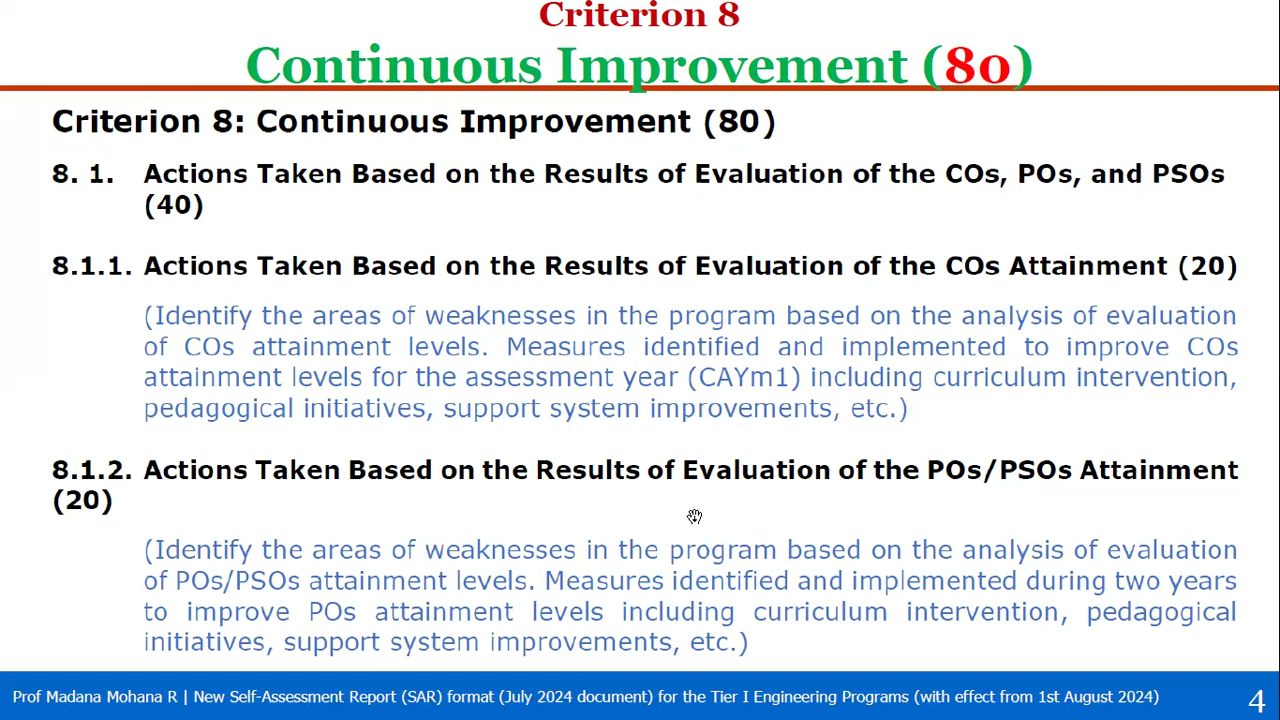 Criterion 8
Continuous Improvement (80)
Criterion 8: Continuous Improvement (80)
8. 1. Actions Taken Based on the Results of Evaluation of the COs, POs, and PSOs
(40)
8.1.1. Actions Taken Based on the Results of Evaluation of the COs Attainment (20)
(Identify the areas of weaknesses in the program based on the analysis of evaluation
of COs attainment levels. Measures identified and implemented to improve COs
attainment levels for the assessment year (CAYm1) including curriculum intervention,
pedagogical initiatives, support system improvements, etc.)
8.1.2. Actions Taken Based on the Results of Evaluation of the POs/PSOs Attainment
(20)
(Identify the areas of weaknesses in the program based on the analysis of evaluation
of POs/PSOs attainment levels. Measures identified and implemented during two years
to improve POs attainment levels including curriculum intervention, pedagogical
initiatives, support system improvements, etc.)
Prof Madana Mohana R | New Self-Assessment Report (SAR) format (July 2024 document) for the Tier I Engineering Programs (with effect from 1st August 2024)
4